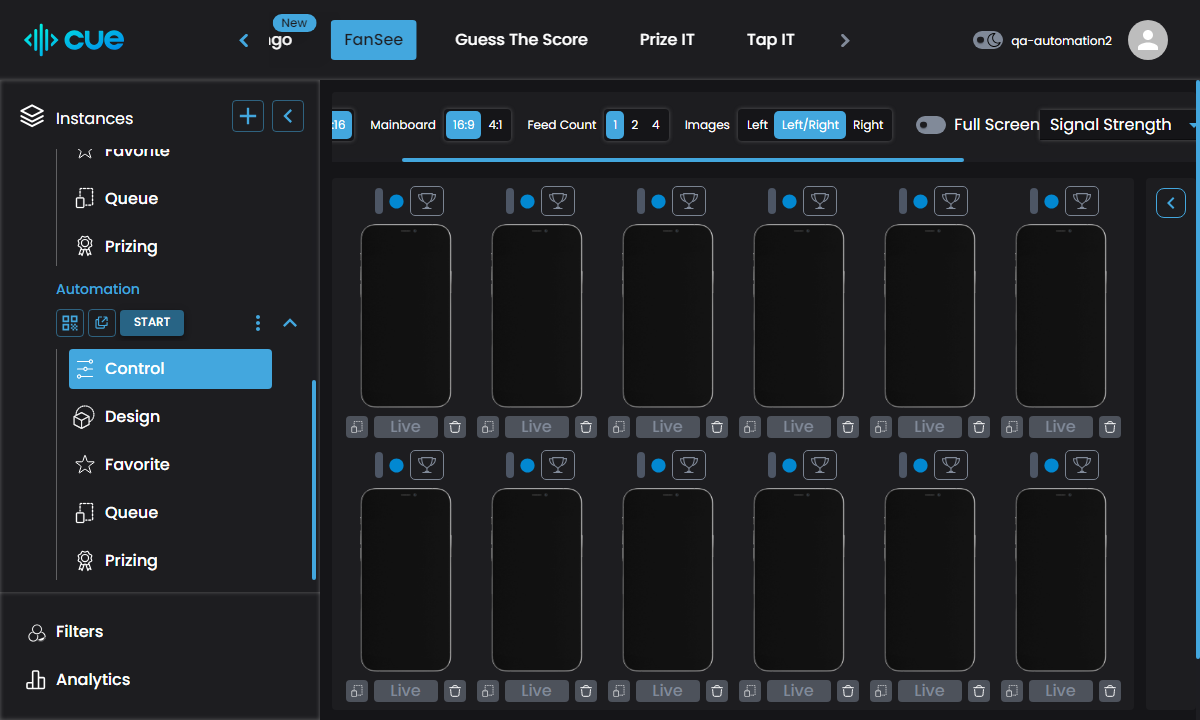 cue
New
FanSee
Guess The Score
Prize IT
Tap IT
qa-automation2
Instances
Favorite
Queue
Prizing
Automation
START
Control
Design
Favorite
Queue
Prizing
Filters
Analytics
Mainboard 16:9 4:1 Feed Count 1 2 4 Images Left Left/Right Right Full Screen Signal Strength
Live Live Live Live Live Live
Live Live Live Live Live Live